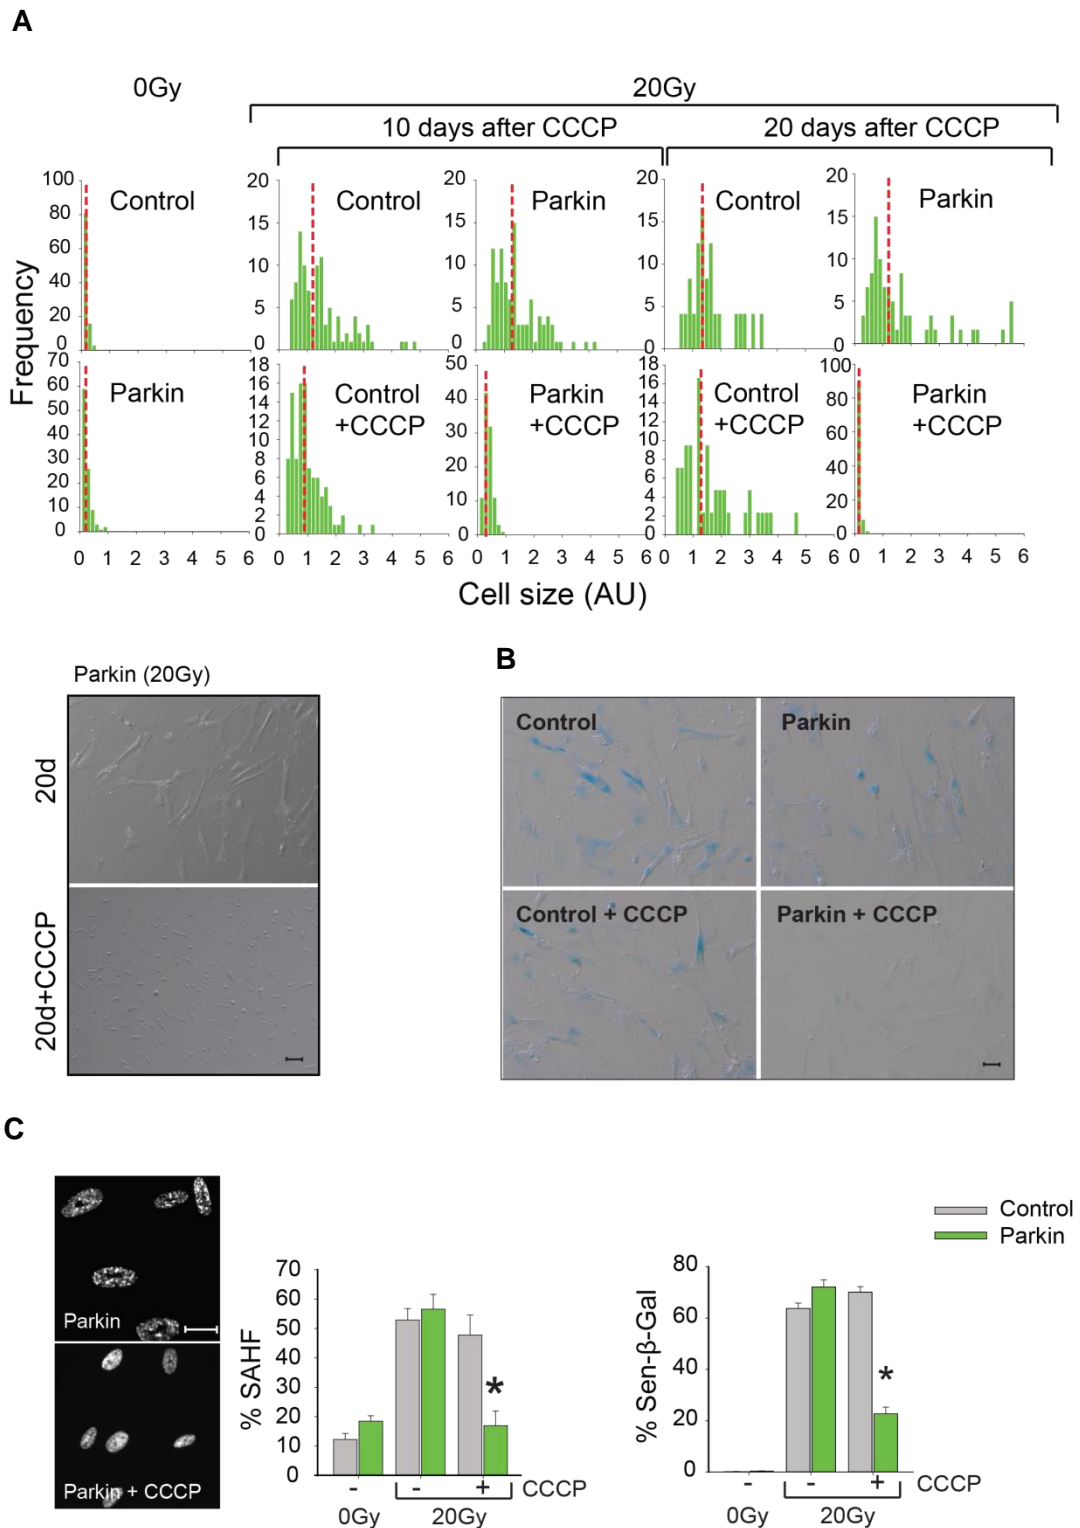 A
0Gy
20Gy
10 days after CCCP
20 days after CCCP
Frequency
100
80
60
40
20
0
Control
20
15
10
5
0
Control
20
15
10
5
0
Parkin
20
15
10
5
0
Control
20
15
10
5
0
Parkin
70
60
50
40
30
20
10
0
Parkin
18
16
14
12
10
8
6
4
2
0
Control
+CCCP
50
40
30
20
10
0
Parkin
+CCCP
18
16
14
12
10
8
6
4
2
0
Control
+CCCP
100
80
60
40
20
0
Parkin
+CCCP
0 1 2 3 4 5 6
0 1 2 3 4 5 6
0 1 2 3 4 5 6
0 1 2 3 4 5 6
0 1 2 3 4 5 6
Cell size (AU)
Parkin (20Gy)
20d
20d+CCCP
B
Control
Parkin
Control + CCCP
Parkin + CCCP
C
Parkin
Parkin + CCCP
% SAHF
70
60
50
40
30
20
10
0
*
- - + CCCP
0Gy 20Gy
% Sen-β-Gal
80
60
40
20
0
*
- - + CCCP
0Gy 20Gy
Control
Parkin